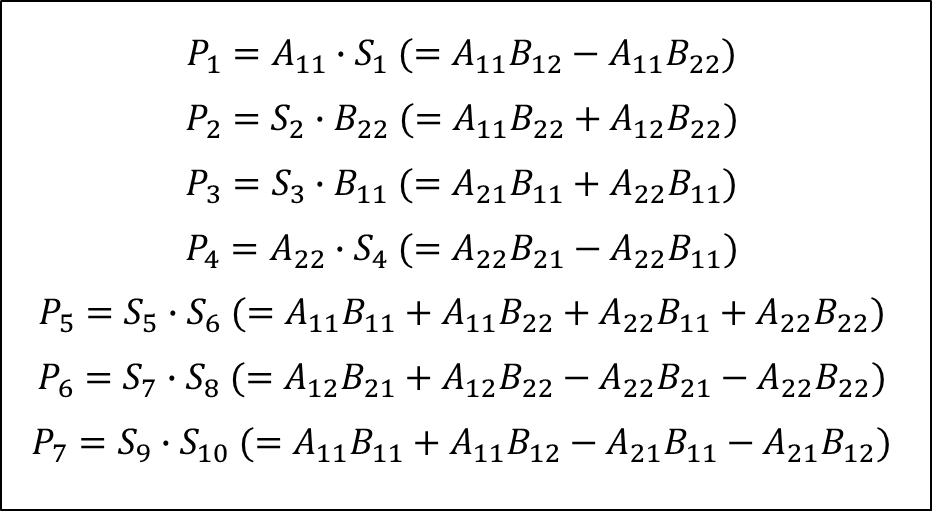 P₁ = A₁₁ · S₁ (= A₁₁B₁₂ − A₁₁B₂₂)
P₂ = S₂ · B₂₂ (= A₁₁B₂₂ + A₁₂B₂₂)
P₃ = S₃ · B₁₁ (= A₂₁B₁₁ + A₂₂B₁₁)
P₄ = A₂₂ · S₄ (= A₂₂B₂₁ − A₂₂B₁₁)
P₅ = S₅ · S₆ (= A₁₁B₁₁ + A₁₁B₂₂ + A₂₂B₁₁ + A₂₂B₂₂)
P₆ = S₇ · S₈ (= A₁₂B₂₁ + A₁₂B₂₂ − A₂₂B₂₁ − A₂₂B₂₂)
P₇ = S₉ · S₁₀ (= A₁₁B₁₁ + A₁₁B₁₂ − A₂₁B₁₁ − A₂₁B₁₂)